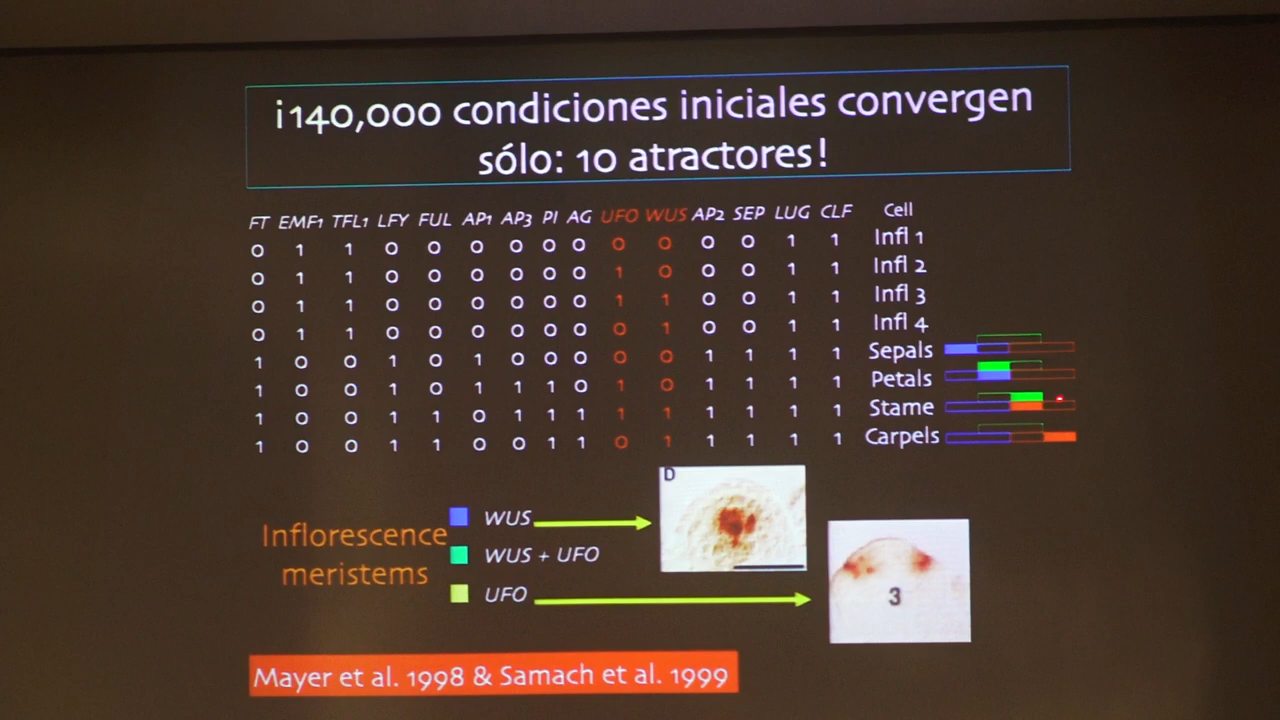 ¡140,000 condiciones iniciales convergen
sólo: 10 atractores!
FT EMF1 TFL1 LFY FUL AP1 AP3 PI AG UFO WUS AP2 SEP LUG CLF Cell
0 1 1 0 0 0 0 0 0 0 0 0 0 1 1 Infl 1
0 1 1 0 0 0 0 0 0 1 0 0 0 1 1 Infl 2
0 1 1 0 0 0 0 0 0 1 1 0 0 1 1 Infl 3
0 1 1 0 0 0 0 0 0 0 1 0 0 1 1 Infl 4
1 0 0 1 0 1 0 0 0 0 0 1 1 1 1 Sepals
1 0 0 1 0 1 1 1 0 1 0 1 1 1 1 Petals
1 0 0 1 1 0 1 1 1 1 1 1 1 1 1 Stame
1 0 0 1 1 0 0 1 1 0 1 1 1 1 1 Carpels
D
Inflorescence
meristems
WUS
WUS + UFO
UFO
3
Mayer et al. 1998 & Samach et al. 1999